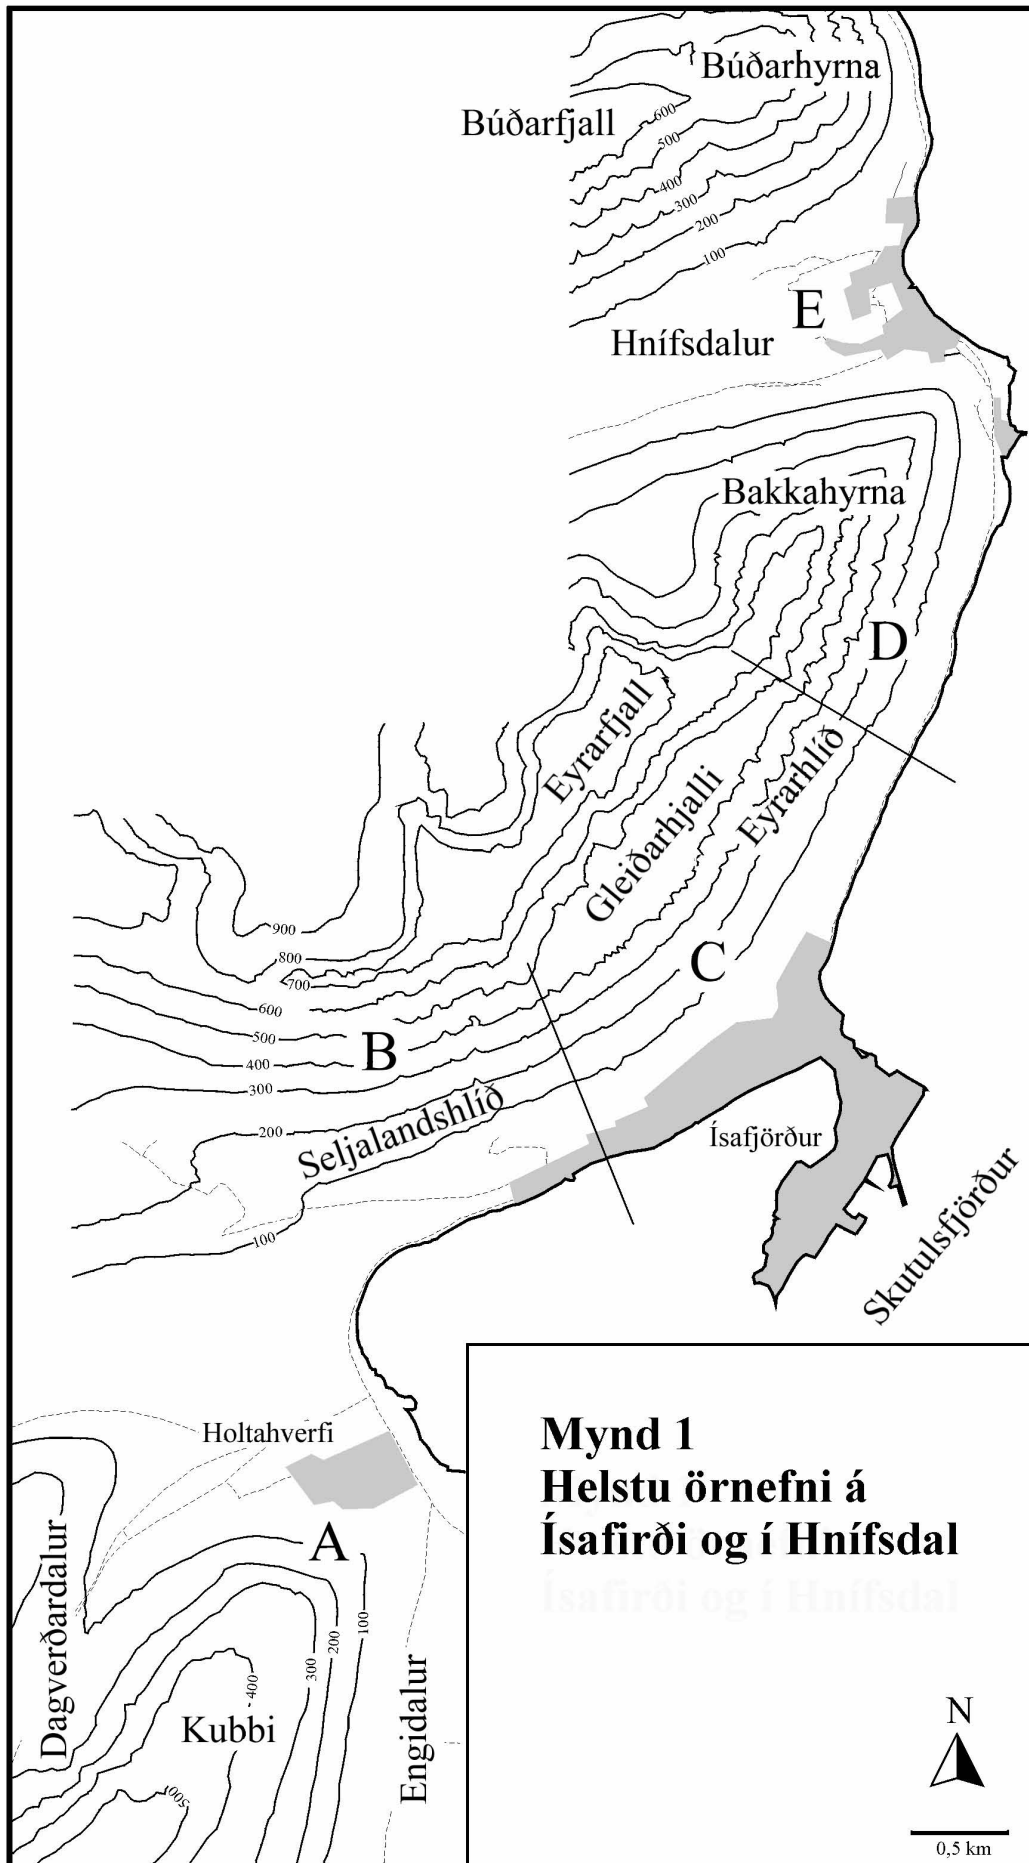 Búðarhyrna
Búðarfjall
600
500
400
300
200
100
E
Hnífsdalur
Bakkahyrna
D
Eyrarfjall
Gleiðarhjalli
Eyrarhlíð
C
900
800
700
600
500
400
300
200
100
B
Seljalandshlíð
Ísafjörður
Skutulsfjörður
Holtahverfi
A
Dagverðardalur
Kubbi
Engidalur
100
200
300
400
500
Mynd 1
Helstu örnefni á
Ísafirði og í Hnífsdal
N
0,5 km